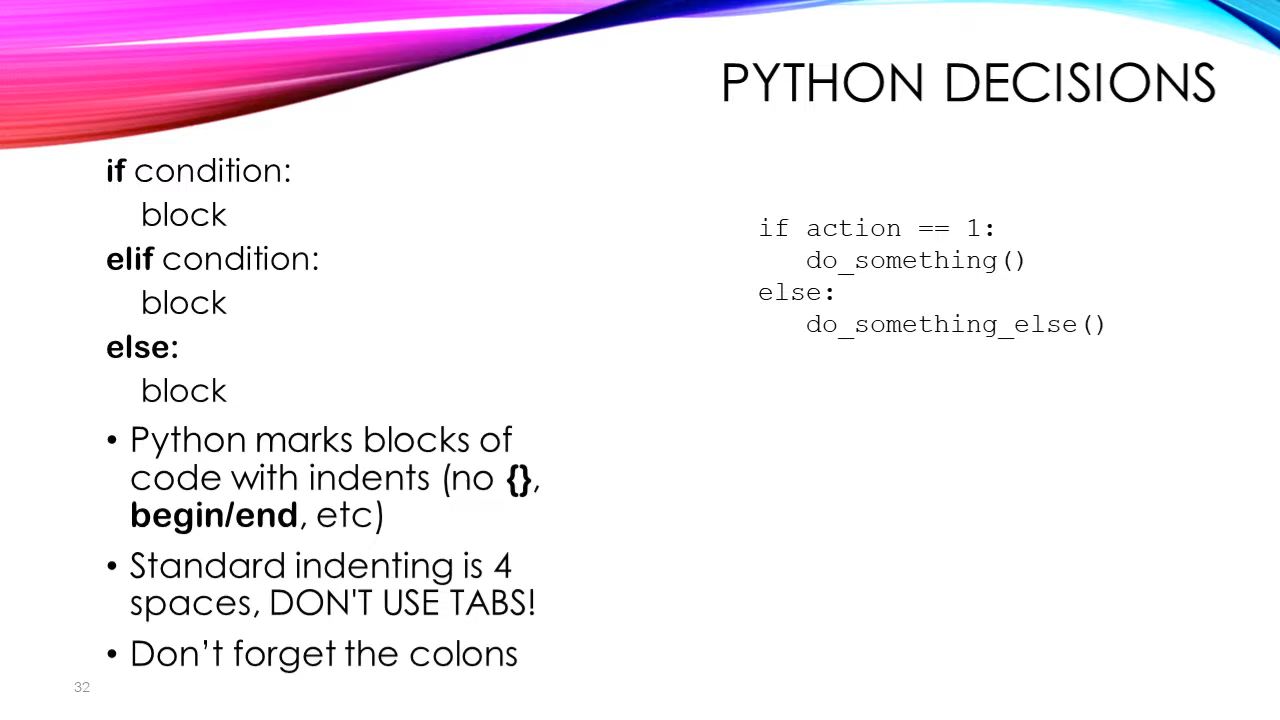 PYTHON DECISIONS
if condition:
block
elif condition:
block
else:
block
• Python marks blocks of
code with indents (no {},
begin/end, etc)
• Standard indenting is 4
spaces, DON'T USE TABS!
• Don’t forget the colons
if action == 1:
   do_something()
else:
   do_something_else()
32